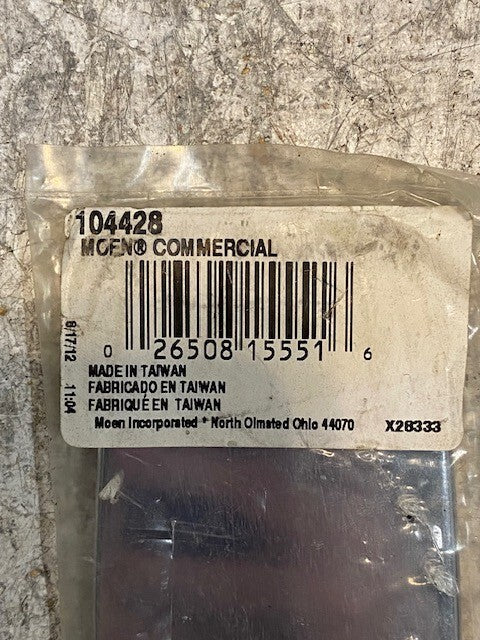 104428
MOEN® COMMERCIAL
0 26508 15551 6
8/17/12 11:04
MADE IN TAIWAN
FABRICADO EN TAIWAN
FABRIQUÉ EN TAIWAN
Moen Incorporated * North Olmsted Ohio 44070 X28333